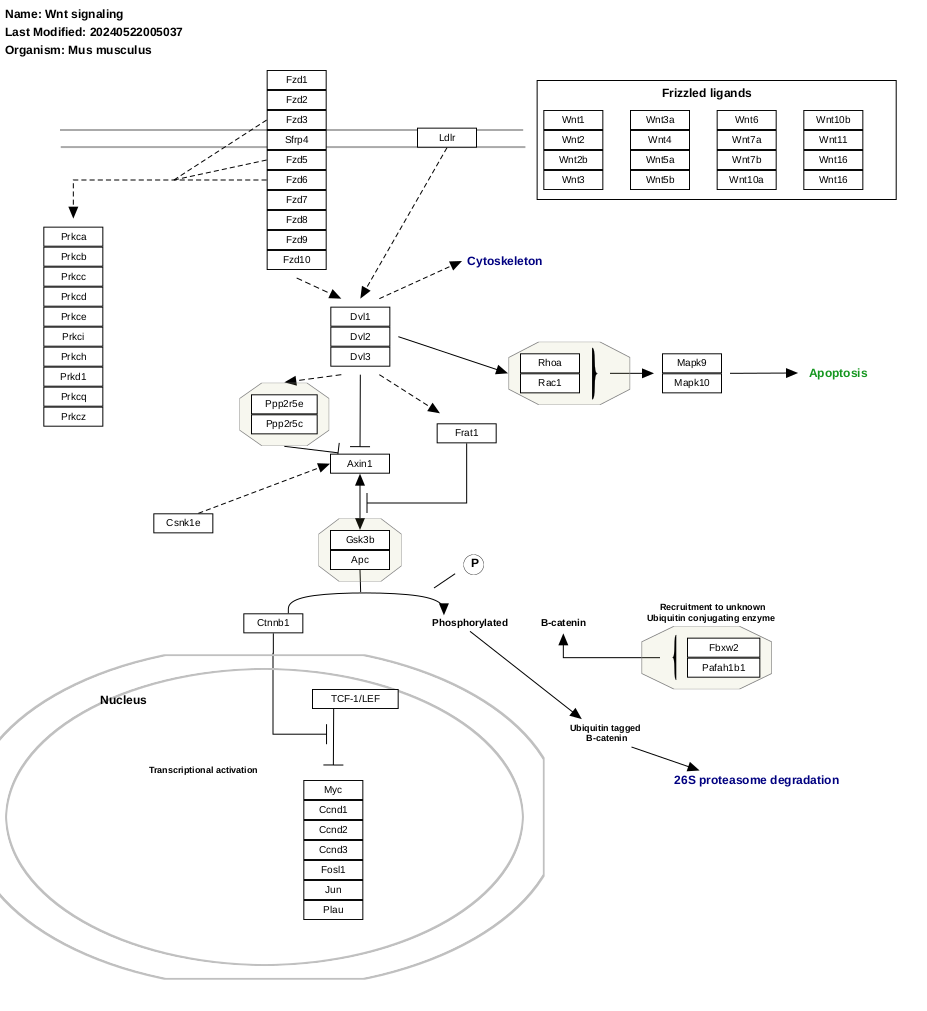 Name: Wnt signaling
Last Modified: 20240522005037
Organism: Mus musculus
Fzd1
Fzd2
Fzd3
Sfrp4
Fzd5
Fzd6
Fzd7
Fzd8
Fzd9
Fzd10
Ldlr
Frizzled ligands
Wnt1
Wnt2
Wnt2b
Wnt3
Wnt3a
Wnt4
Wnt5a
Wnt5b
Wnt6
Wnt7a
Wnt7b
Wnt10a
Wnt10b
Wnt11
Wnt16
Wnt16
Prkca
Prkcb
Prkcc
Prkcd
Prkce
Prkci
Prkch
Prkd1
Prkcq
Prkcz
Cytoskeleton
Dvl1
Dvl2
Dvl3
Rhoa
Rac1
Mapk9
Mapk10
Apoptosis
Ppp2r5e
Ppp2r5c
Frat1
Axin1
Csnk1e
Gsk3b
Apc
P
Ctnnb1
Phosphorylated
B-catenin
Recruitment to unknown
Ubiquitin conjugating enzyme
Fbxw2
Pafah1b1
Nucleus
TCF-1/LEF
Ubiquitin tagged
B-catenin
Transcriptional activation
26S proteasome degradation
Myc
Ccnd1
Ccnd2
Ccnd3
Fosl1
Jun
Plau